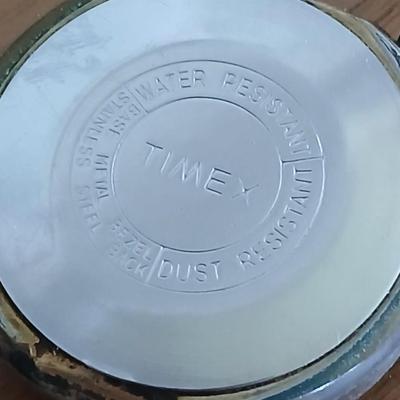 WATER RESISTANT
DUST RESISTANT
BASE METAL BEZEL
STAINLESS STEEL BACK
TIMEX